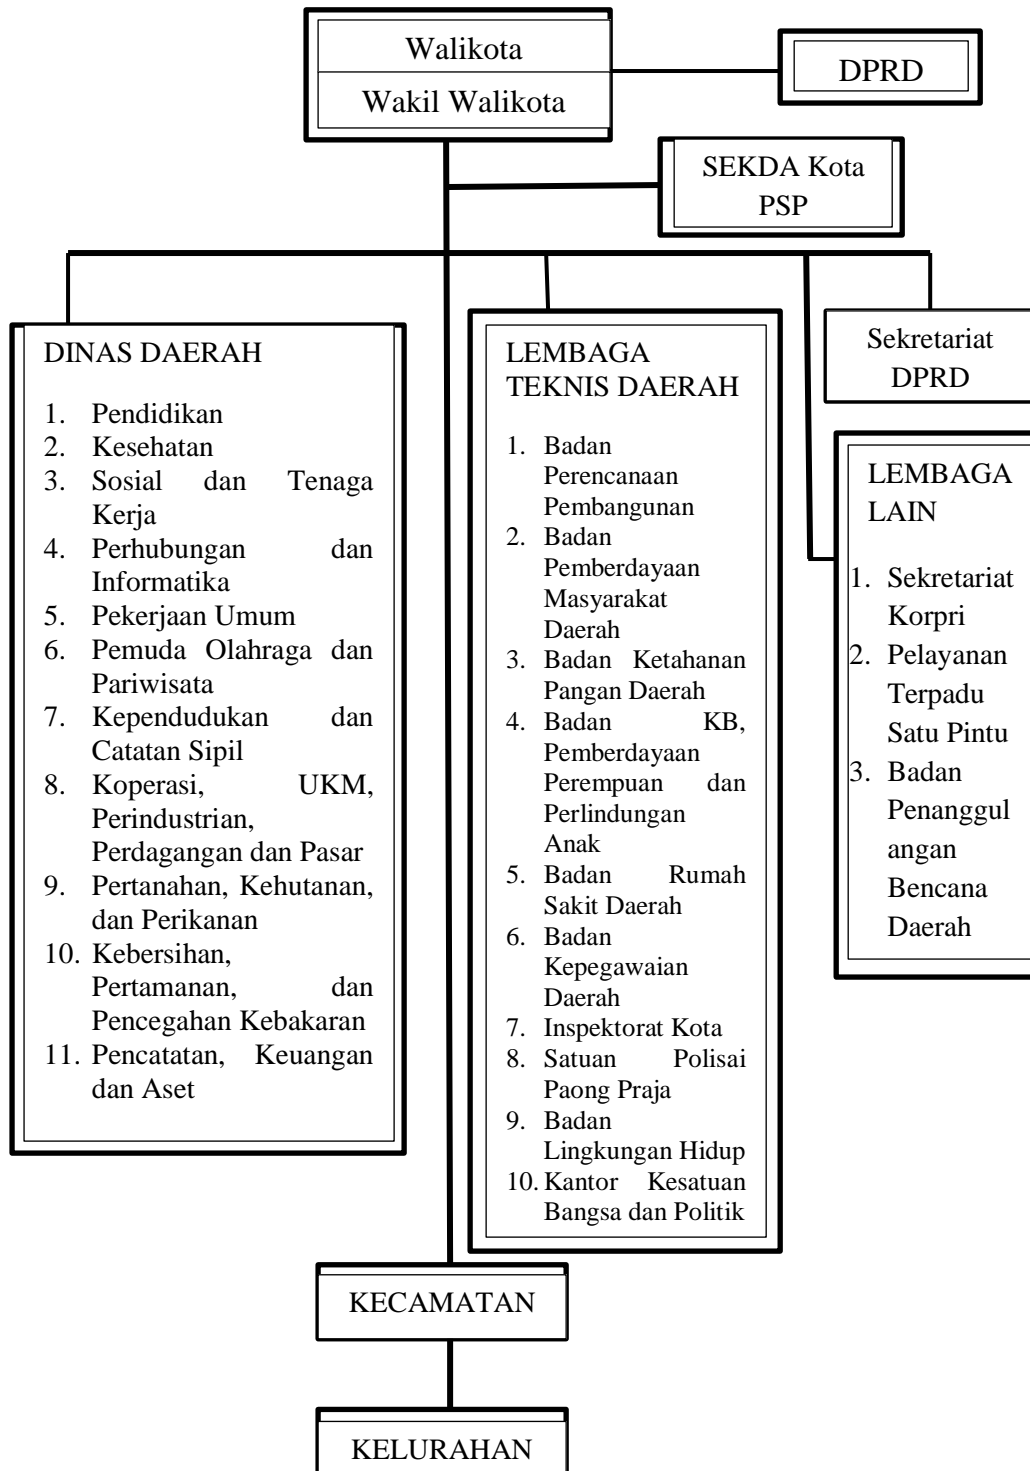 Walikota
Wakil Walikota
DPRD
SEKDA Kota
PSP
DINAS DAERAH
1. Pendidikan
2. Kesehatan
3. Sosial dan Tenaga
Kerja
4. Perhubungan dan
Informatika
5. Pekerjaan Umum
6. Pemuda Olahraga dan
Pariwisata
7. Kependudukan dan
Catatan Sipil
8. Koperasi, UKM,
Perindustrian,
Perdagangan dan Pasar
9. Pertanahan, Kehutanan,
dan Perikanan
10. Kebersihan,
Pertamanan, dan
Pencegahan Kebakaran
11. Pencatatan, Keuangan
dan Aset
LEMBAGA
TEKNIS DAERAH
1. Badan
Perencanaan
Pembangunan
2. Badan
Pemberdayaan
Masyarakat
Daerah
3. Badan Ketahanan
Pangan Daerah
4. Badan KB,
Pemberdayaan
Perempuan dan
Perlindungan
Anak
5. Badan Rumah
Sakit Daerah
6. Badan
Kepegawaian
Daerah
7. Inspektorat Kota
8. Satuan Polisai
Paong Praja
9. Badan
Lingkungan Hidup
10. Kantor Kesatuan
Bangsa dan Politik
Sekretariat
DPRD
LEMBAGA
LAIN
1. Sekretariat
Korpri
2. Pelayanan
Terpadu
Satu Pintu
3. Badan
Penanggul
angan
Bencana
Daerah
KECAMATAN
KELURAHAN